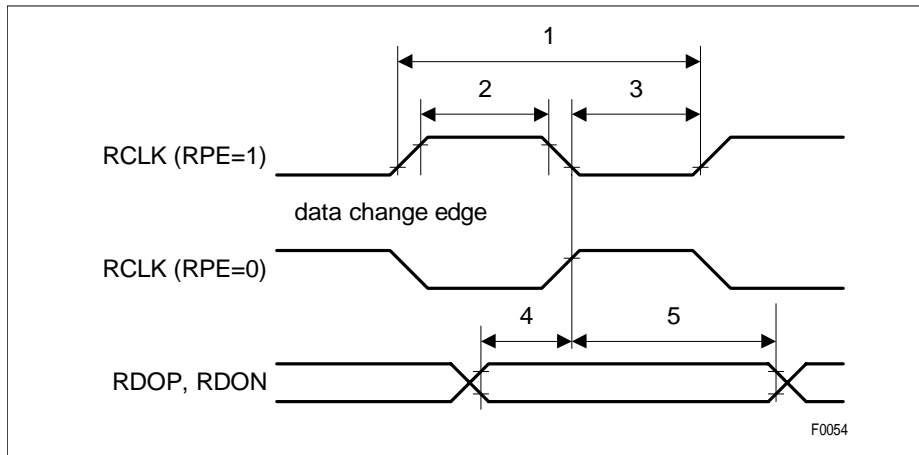 1
2
3
RCLK (RPE=1)
data change edge
RCLK (RPE=0)
4
5
RDOP, RDON
F0054